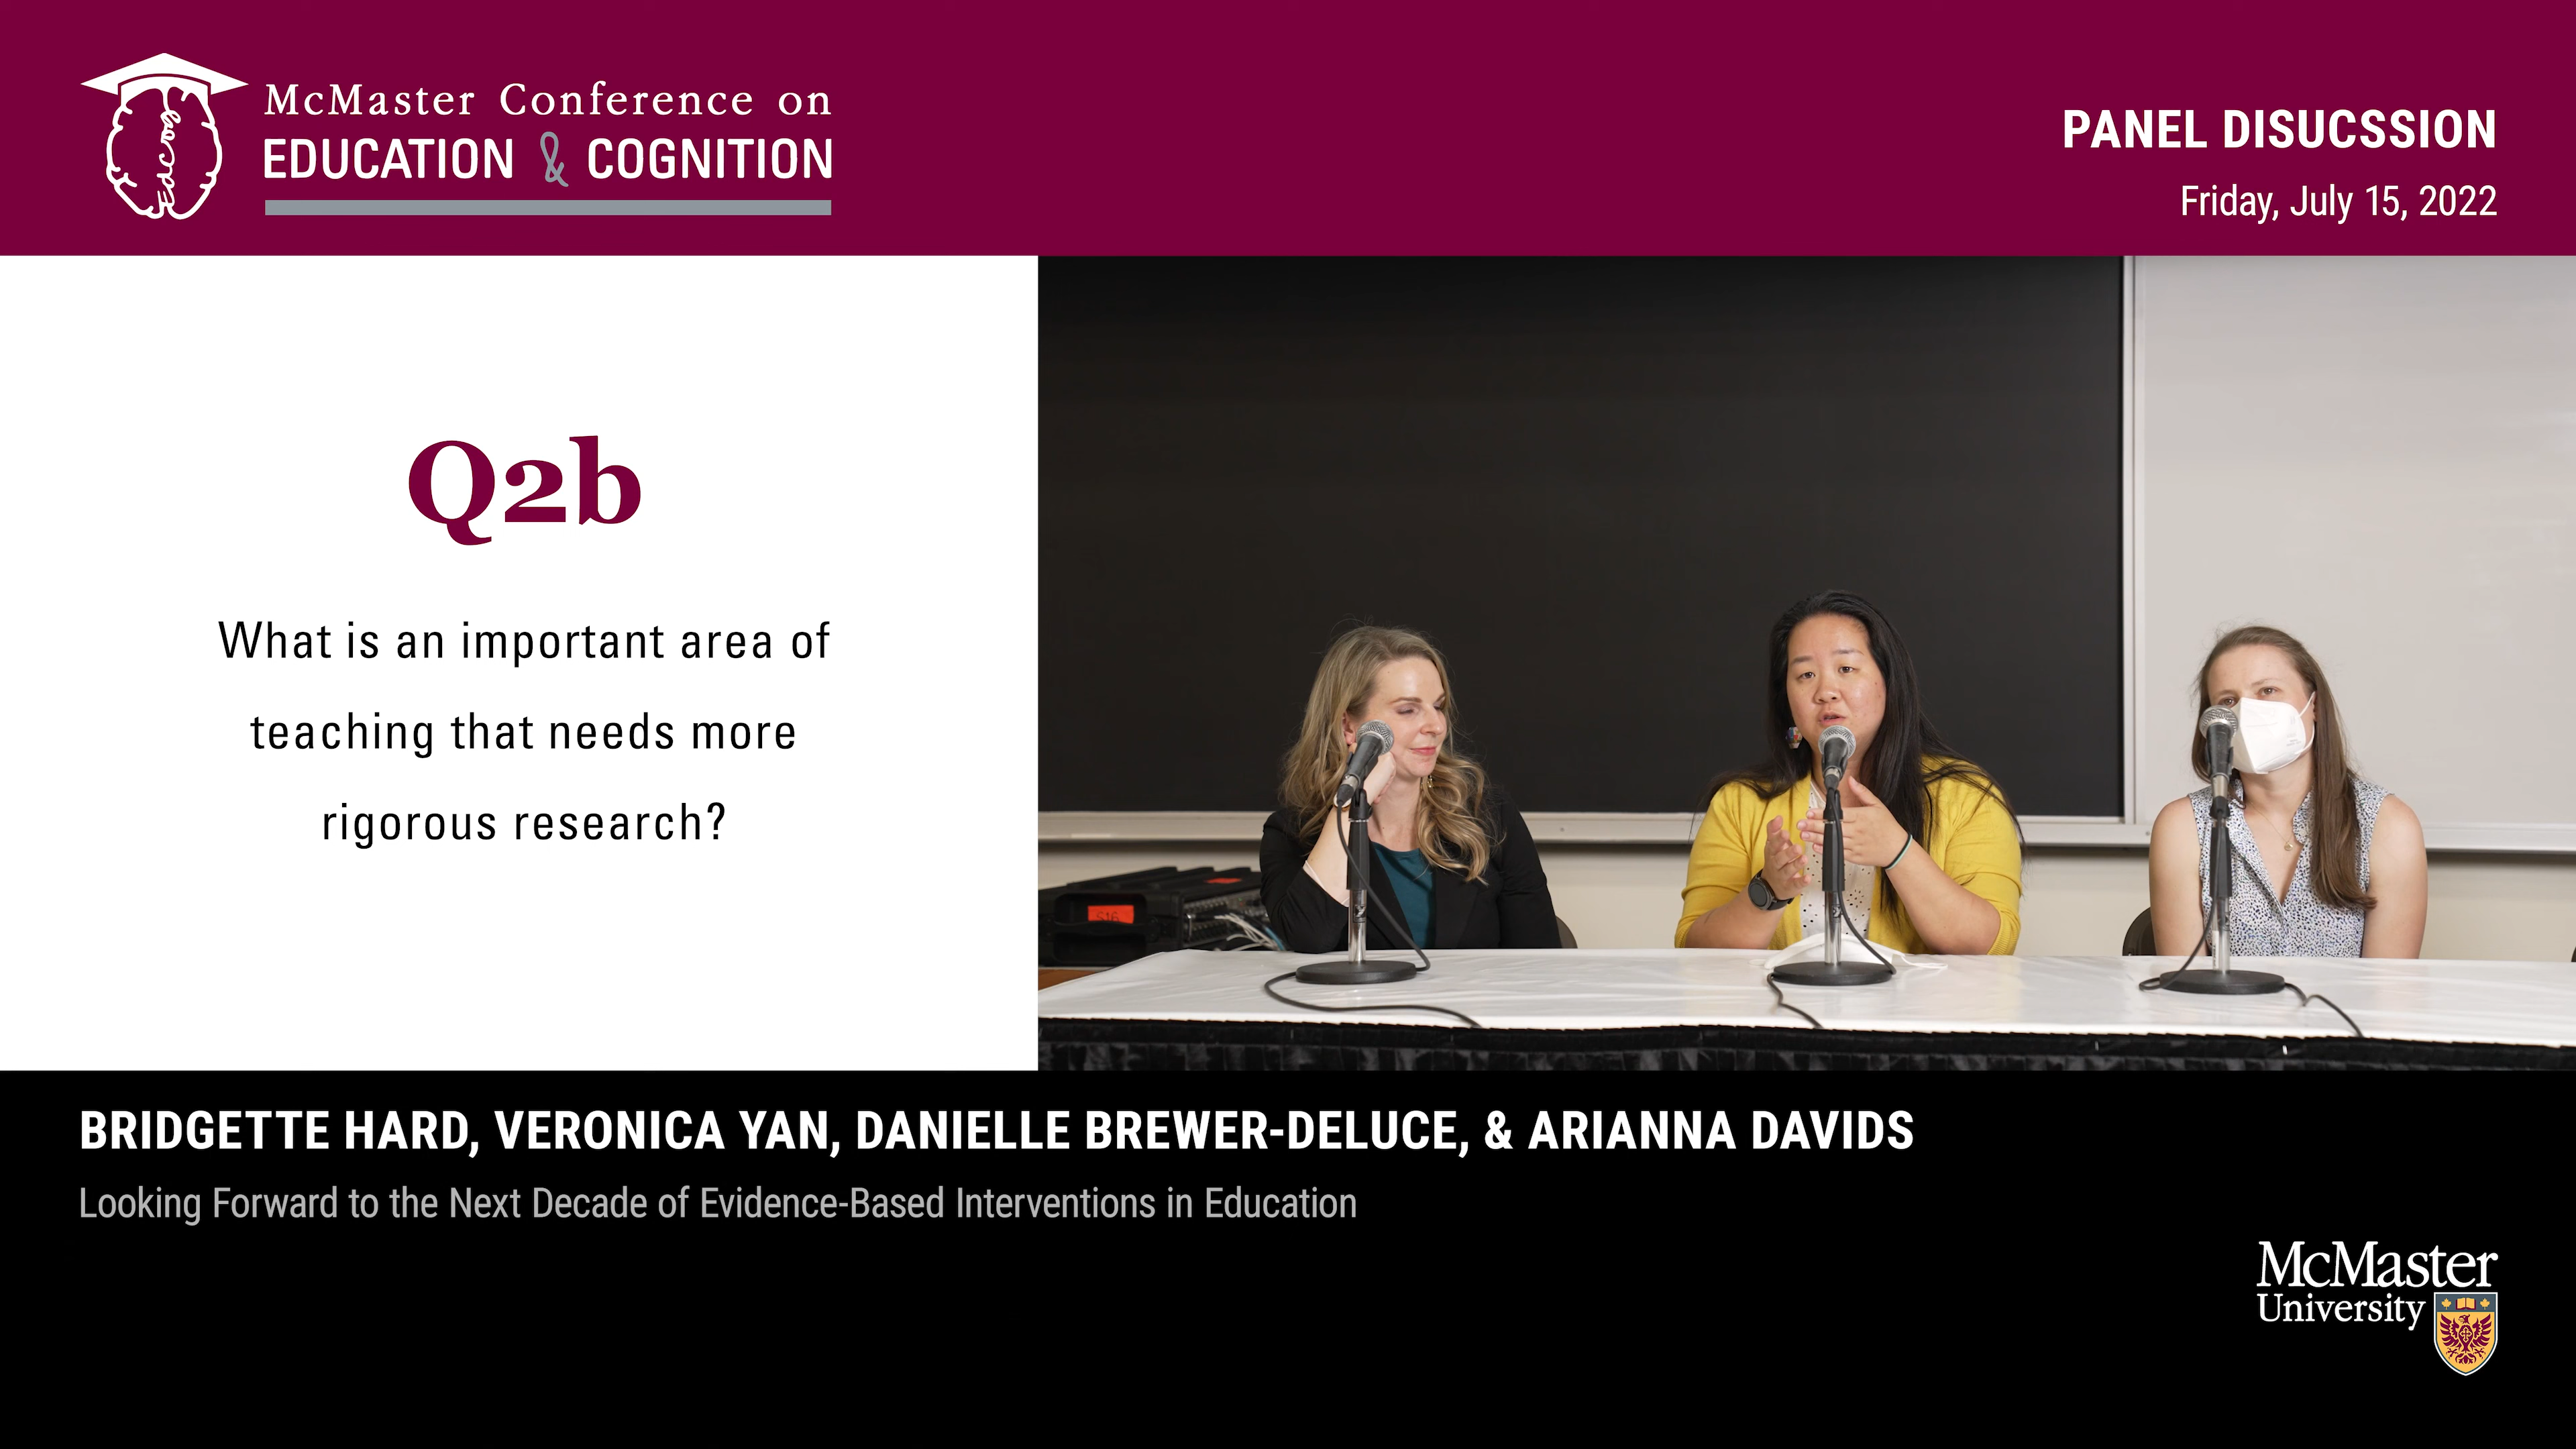 McMaster Conference on
EDUCATION & COGNITION
EdCog
PANEL DISUCSSION
Friday, July 15, 2022
Q2b
What is an important area of
teaching that needs more
rigorous research?
S16
BRIDGETTE HARD, VERONICA YAN, DANIELLE BREWER-DELUCE, & ARIANNA DAVIDS
Looking Forward to the Next Decade of Evidence-Based Interventions in Education
McMaster
University